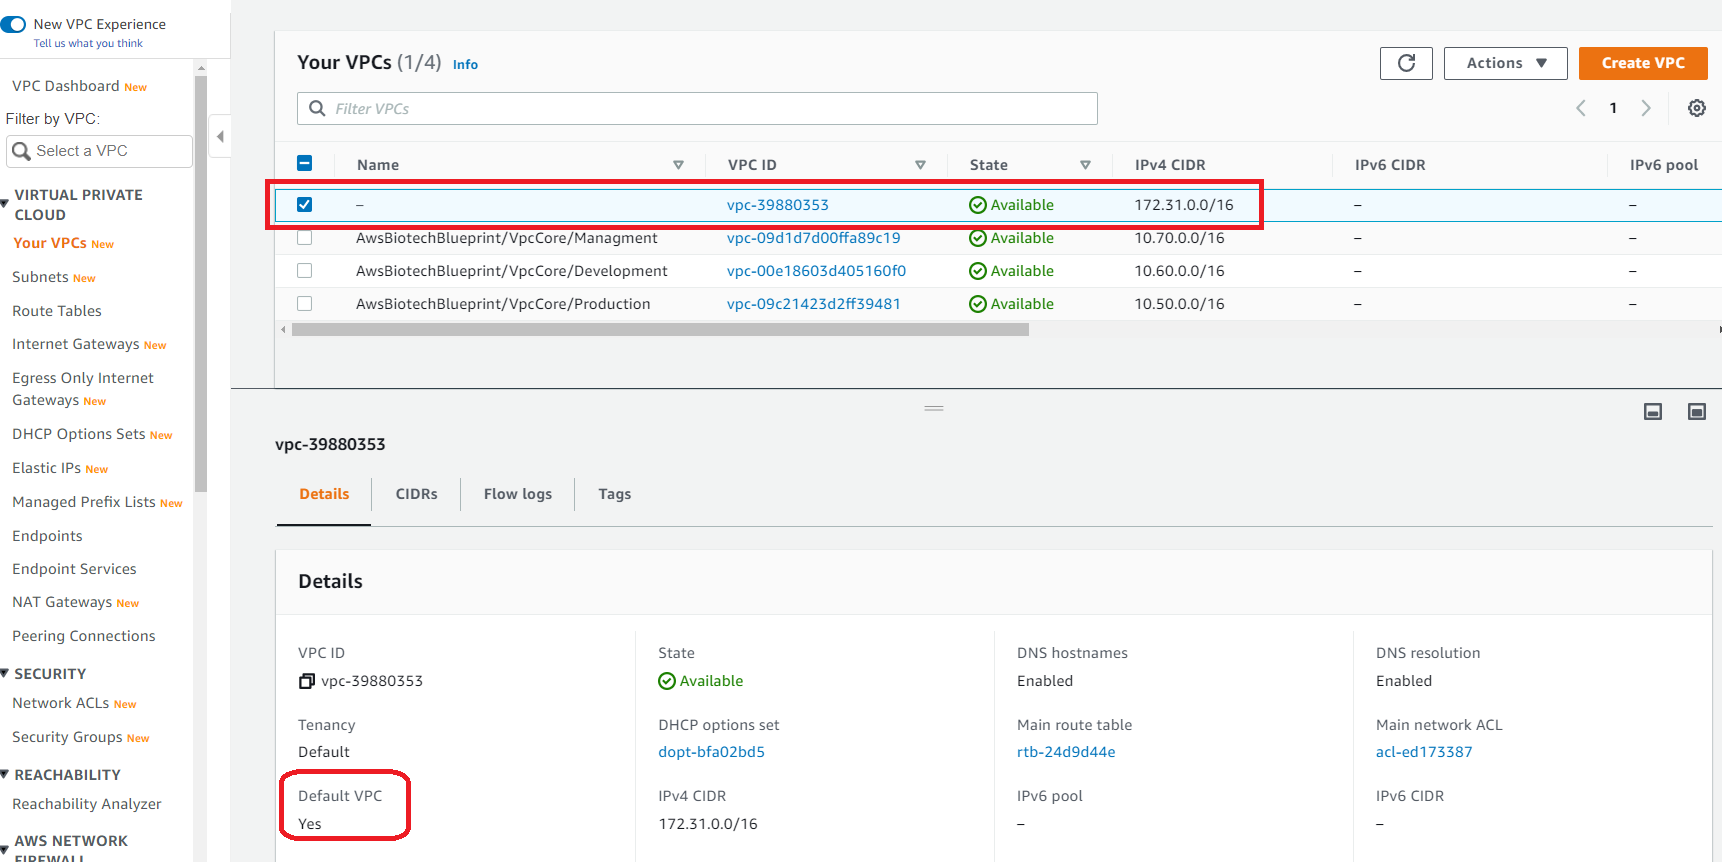 New VPC Experience
Tell us what you think
VPC Dashboard New
Filter by VPC:
Select a VPC
VIRTUAL PRIVATE
CLOUD
Your VPCs New
Subnets New
Route Tables
Internet Gateways New
Egress Only Internet
Gateways New
DHCP Options Sets New
Elastic IPs New
Managed Prefix Lists New
Endpoints
Endpoint Services
NAT Gateways New
Peering Connections
SECURITY
Network ACLs New
Security Groups New
REACHABILITY
Reachability Analyzer
AWS NETWORK
FIREWALL
Your VPCs (1/4) Info
Actions
Create VPC
Filter VPCs
1
Name VPC ID State IPv4 CIDR IPv6 CIDR IPv6 pool
– vpc-39880353 Available 172.31.0.0/16 – –
AwsBiotechBlueprint/VpcCore/Managment vpc-09d1d7d00ffa89c19 Available 10.70.0.0/16 – –
AwsBiotechBlueprint/VpcCore/Development vpc-00e18603d405160f0 Available 10.60.0.0/16 – –
AwsBiotechBlueprint/VpcCore/Production vpc-09c21423d2ff39481 Available 10.50.0.0/16 – –
vpc-39880353
Details CIDRs Flow logs Tags
Details
VPC ID State DNS hostnames DNS resolution
vpc-39880353 Available Enabled Enabled
Tenancy DHCP options set Main route table Main network ACL
Default dopt-bfa02bd5 rtb-24d9d44e acl-ed173387
Default VPC IPv4 CIDR IPv6 pool IPv6 CIDR
Yes 172.31.0.0/16 – –